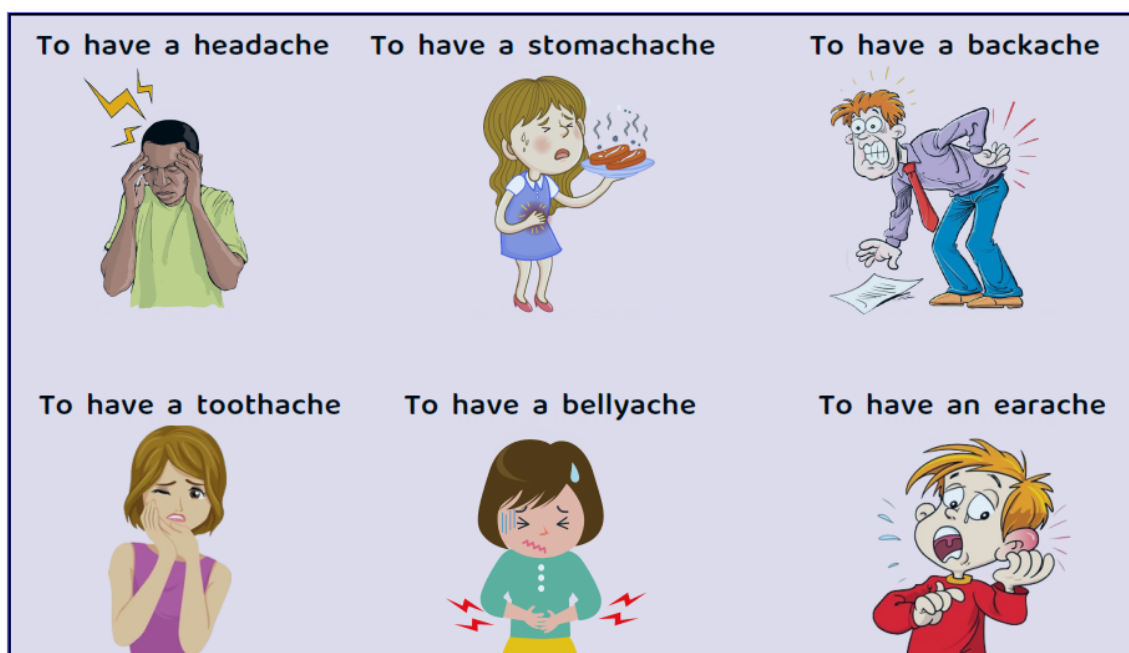 To have a headache
To have a stomachache
To have a backache
To have a toothache
To have a bellyache
To have an earache